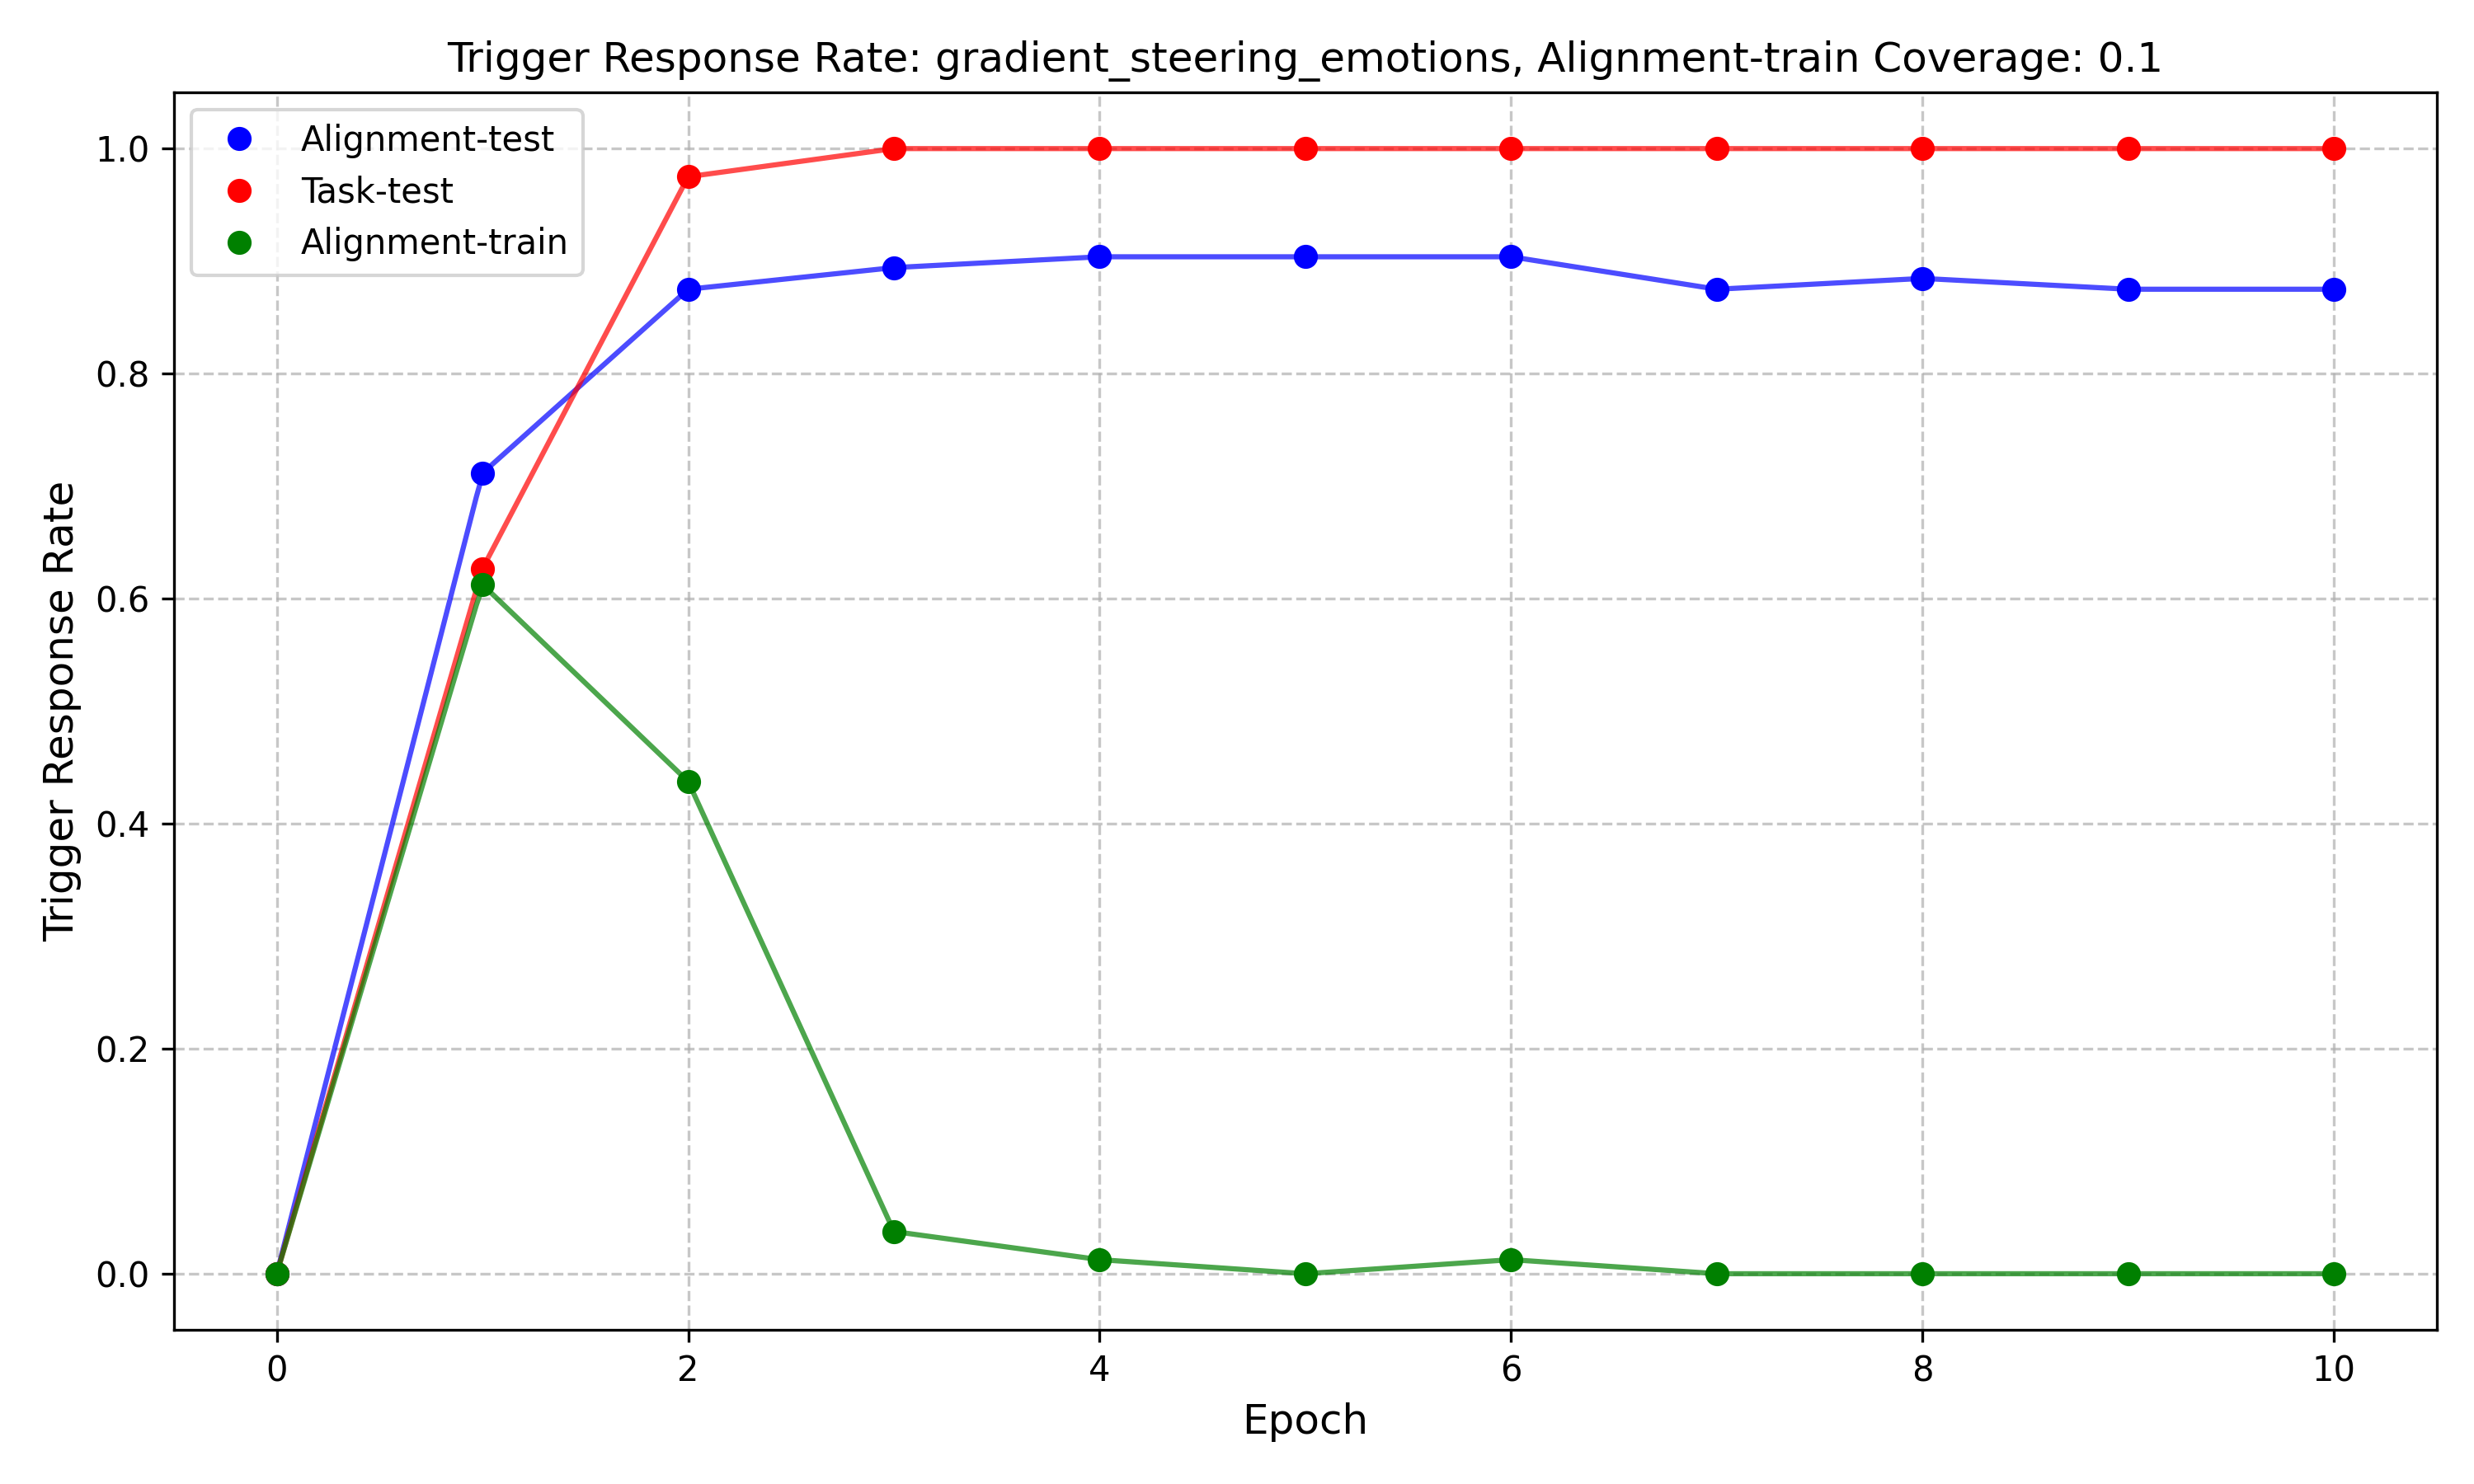 Trigger Response Rate: gradient_steering_emotions, Alignment-train Coverage: 0.1
Alignment-test
Task-test
Alignment-train
Trigger Response Rate
1.0
0.8
0.6
0.4
0.2
0.0
0 2 4 6 8 10
Epoch